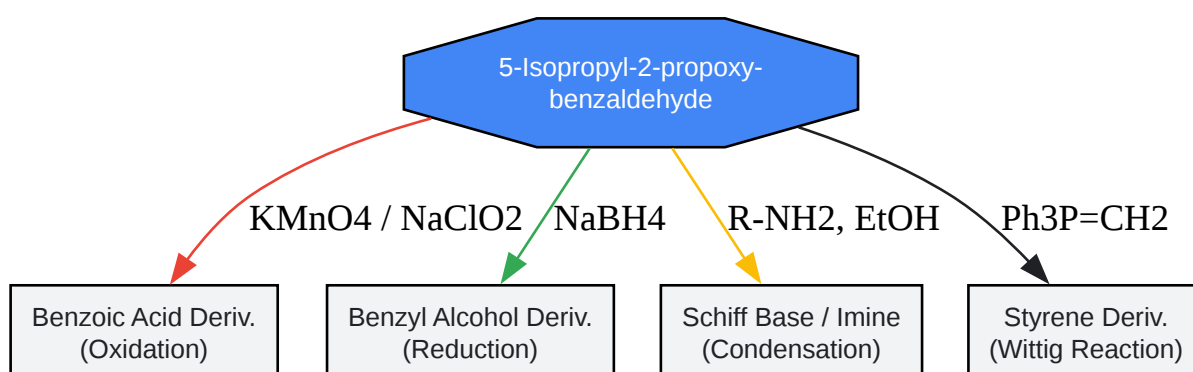 5-Isopropyl-2-propoxy-
benzaldehyde
KMnO4 / NaClO2
NaBH4
R-NH2, EtOH
Ph3P=CH2
Benzoic Acid Deriv.
(Oxidation)
Benzyl Alcohol Deriv.
(Reduction)
Schiff Base / Imine
(Condensation)
Styrene Deriv.
(Wittig Reaction)